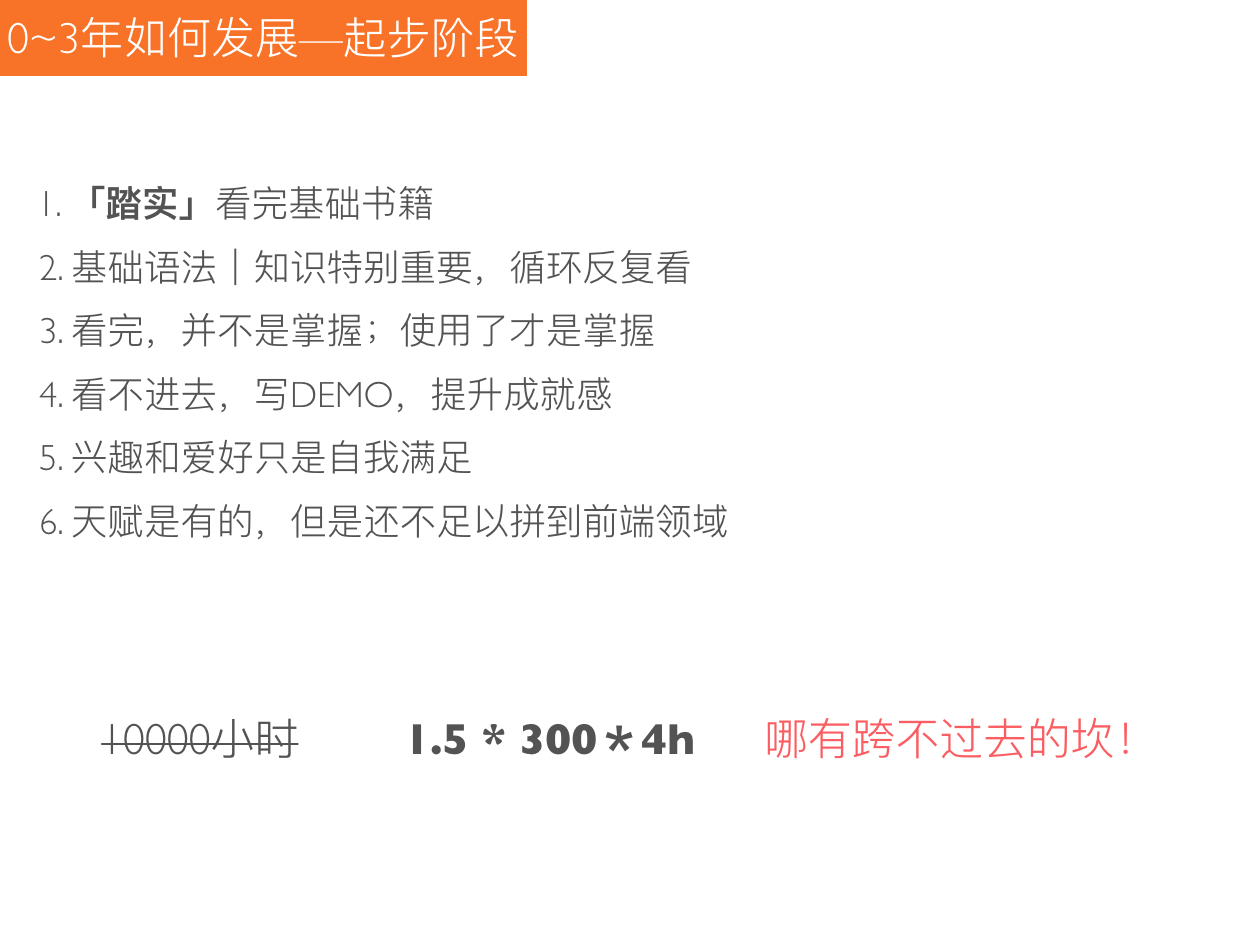 0~3年如何发展—起步阶段
1. 「踏实」看完基础书籍
2. 基础语法｜知识特别重要，循环反复看
3. 看完，并不是掌握；使用了才是掌握
4. 看不进去，写DEMO，提升成就感
5. 兴趣和爱好只是自我满足
6. 天赋是有的，但是还不足以拼到前端领域
10000小时 1.5 * 300*4h 哪有跨不过去的坎！